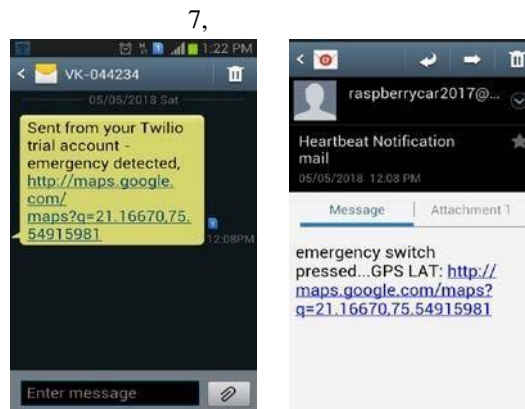 7,
1:22 PM
VK-044234
05/05/2018 Sat
Sent from your Twilio
trial account -
emergency detected,
http://maps.google.
com/
maps?q=21.16670,75.
54915981
12:08PM
Enter message
raspberrycar2017@...
Heartbeat Notification
mail
05/05/2018 12:08 PM
Message
Attachment 1
emergency switch
pressed...GPS LAT: http://
maps.google.com/maps?
q=21.16670,75.54915981